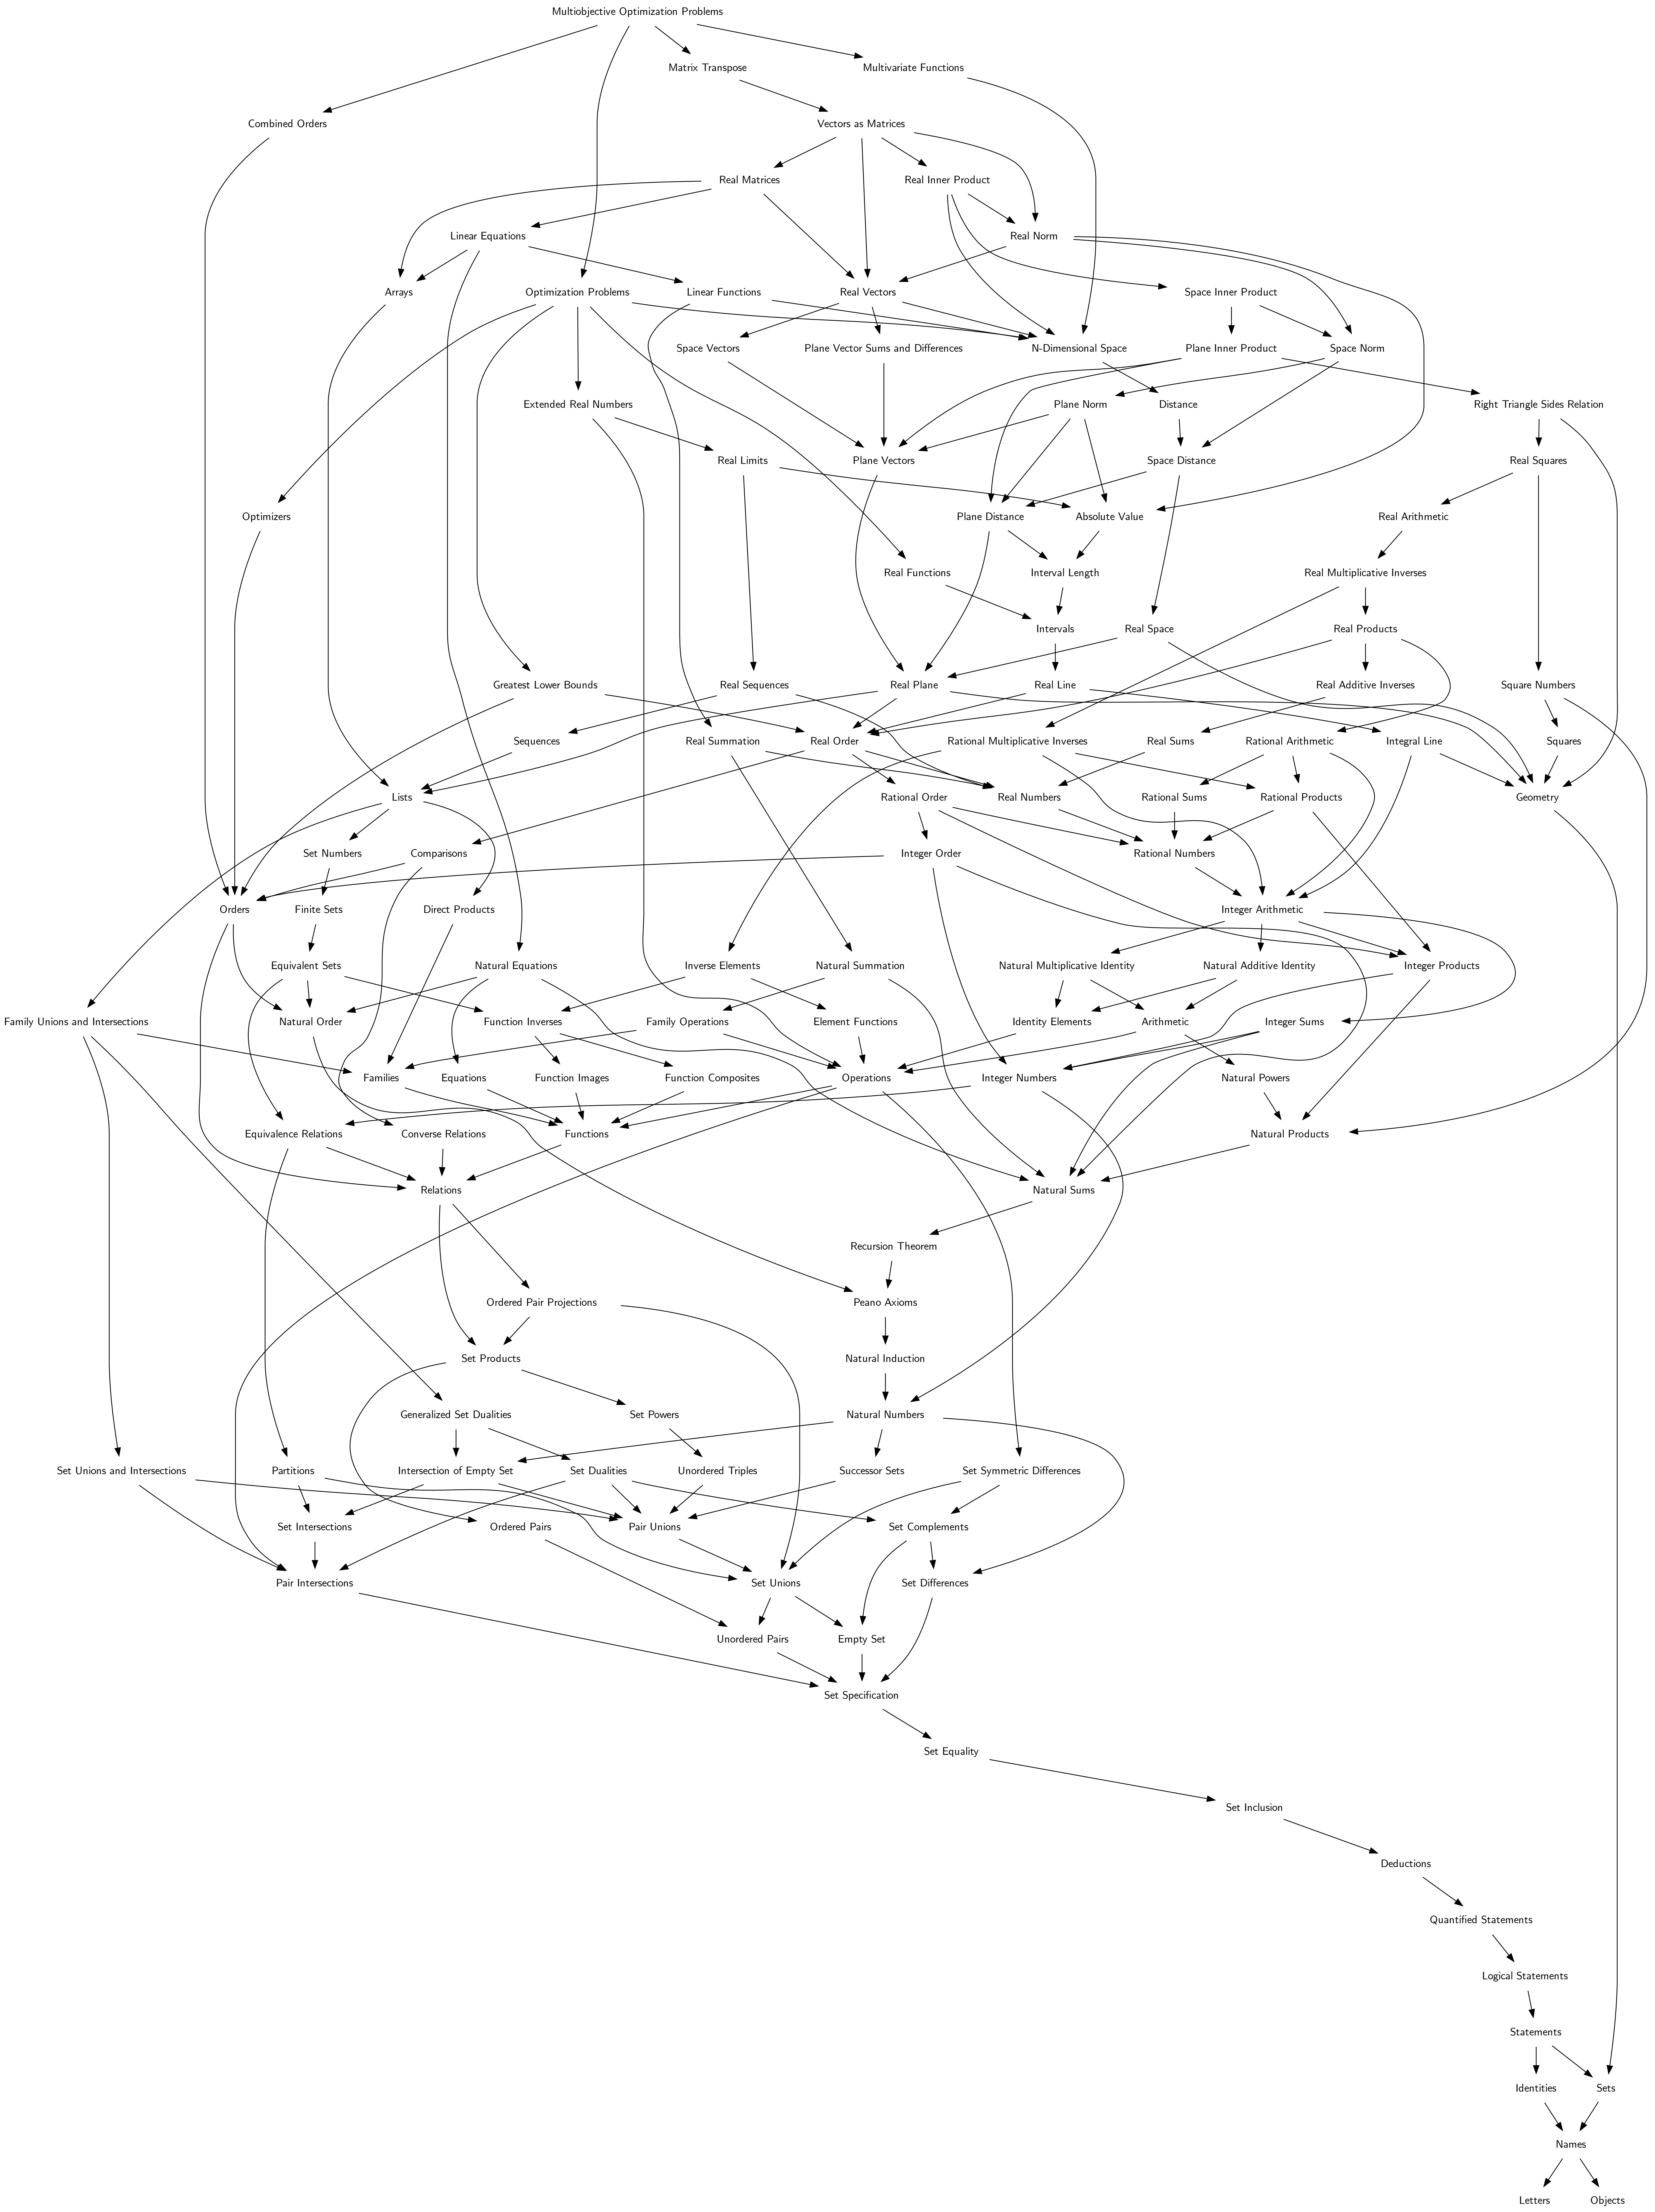 Multiobjective Optimization Problems
Matrix Transpose
Multivariate Functions
Combined Orders
Vectors as Matrices
Real Matrices
Real Inner Product
Linear Equations
Real Norm
Arrays
Optimization Problems
Linear Functions
Real Vectors
Space Inner Product
Space Vectors
Plane Vector Sums and Differences
N-Dimensional Space
Plane Inner Product
Space Norm
Extended Real Numbers
Plane Norm
Distance
Right Triangle Sides Relation
Real Limits
Plane Vectors
Space Distance
Real Squares
Optimizers
Plane Distance
Absolute Value
Real Arithmetic
Real Functions
Interval Length
Real Multiplicative Inverses
Intervals
Real Space
Real Products
Greatest Lower Bounds
Real Sequences
Real Plane
Real Line
Real Additive Inverses
Square Numbers
Sequences
Real Summation
Real Order
Rational Multiplicative Inverses
Real Sums
Rational Arithmetic
Integral Line
Squares
Lists
Rational Order
Real Numbers
Rational Sums
Rational Products
Geometry
Set Numbers
Comparisons
Integer Order
Rational Numbers
Orders
Finite Sets
Direct Products
Integer Arithmetic
Equivalent Sets
Natural Equations
Inverse Elements
Natural Summation
Natural Multiplicative Identity
Natural Additive Identity
Integer Products
Family Unions and Intersections
Natural Order
Function Inverses
Family Operations
Element Functions
Identity Elements
Arithmetic
Integer Sums
Families
Equations
Function Images
Function Composites
Operations
Integer Numbers
Natural Powers
Equivalence Relations
Converse Relations
Functions
Natural Products
Relations
Natural Sums
Recursion Theorem
Ordered Pair Projections
Peano Axioms
Set Products
Natural Induction
Generalized Set Dualities
Set Powers
Natural Numbers
Set Unions and Intersections
Partitions
Intersection of Empty Set
Set Dualities
Unordered Triples
Successor Sets
Set Symmetric Differences
Set Intersections
Ordered Pairs
Pair Unions
Set Complements
Pair Intersections
Set Unions
Set Differences
Unordered Pairs
Empty Set
Set Specification
Set Equality
Set Inclusion
Deductions
Quantified Statements
Logical Statements
Statements
Identities
Sets
Names
Letters
Objects